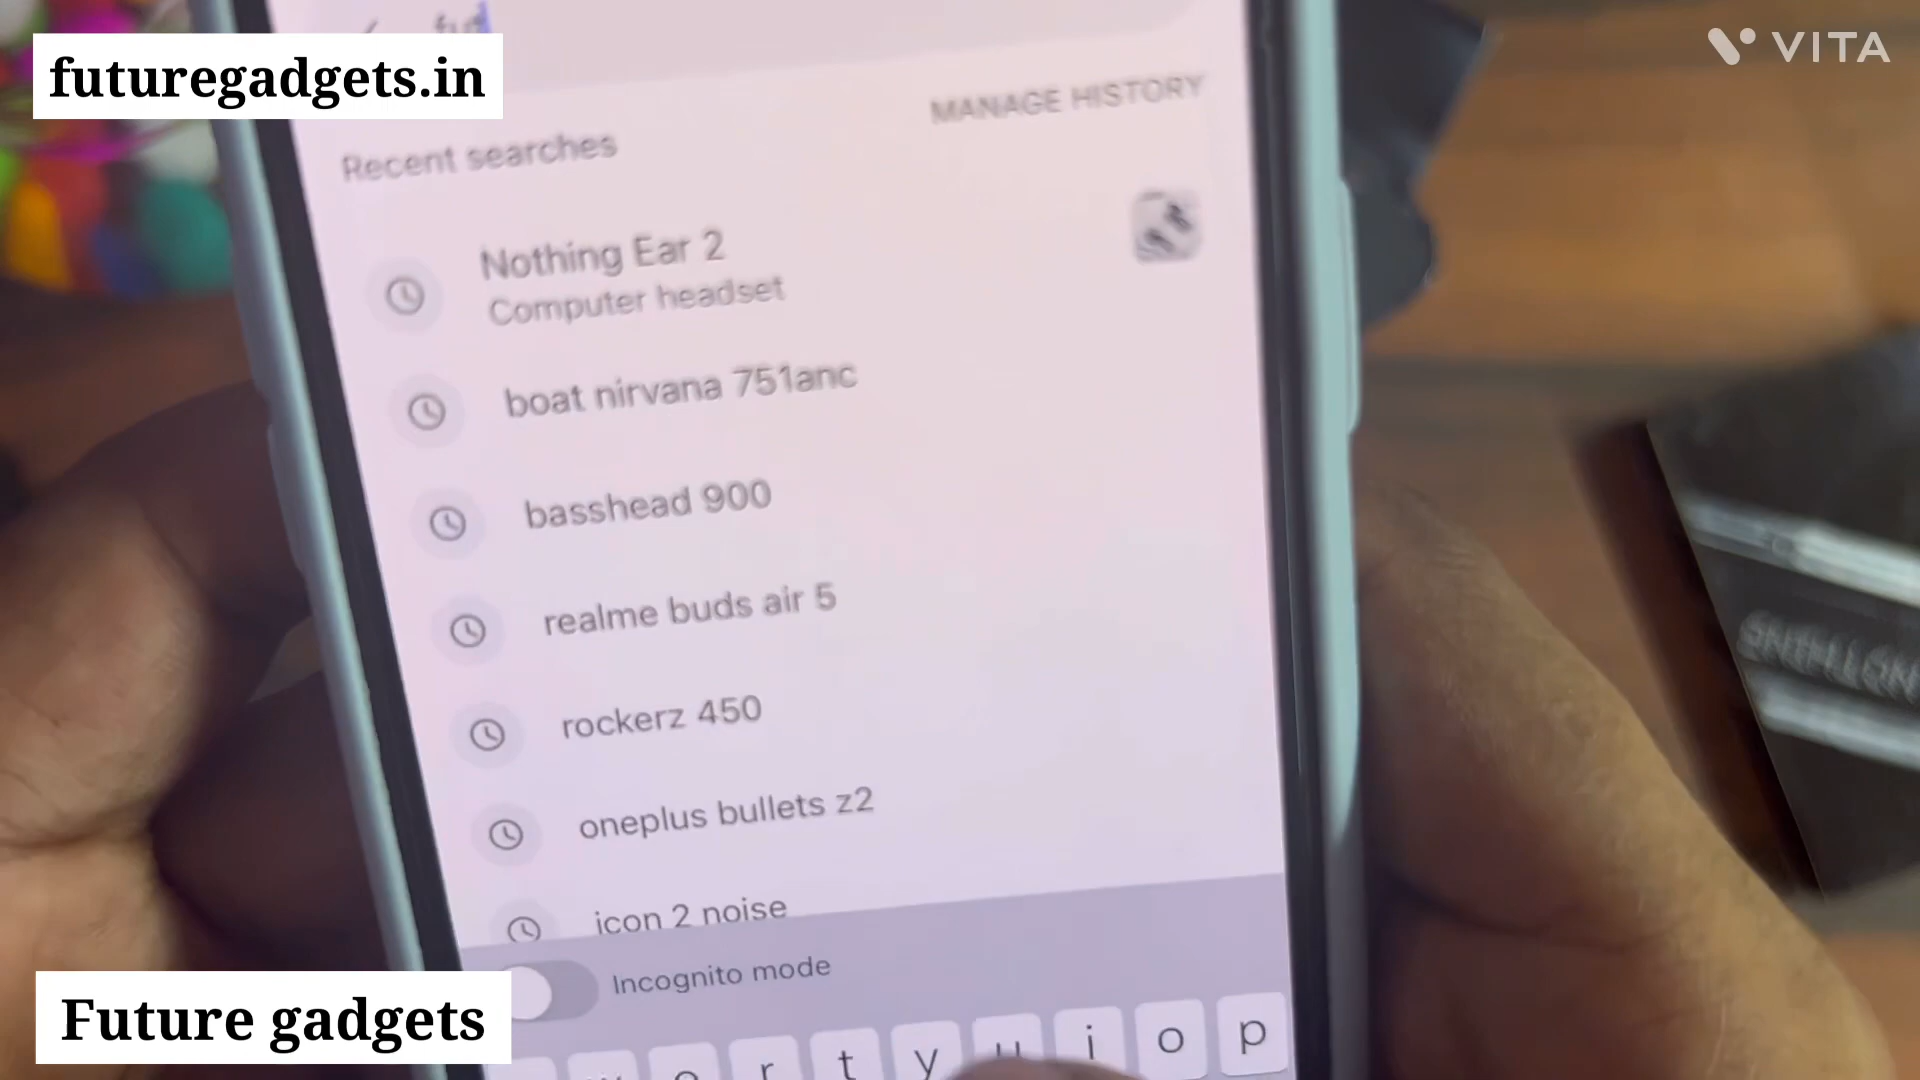 fut
futuregadgets.in
VITA
MANAGE HISTORY
Recent searches
Nothing Ear 2
Computer headset
boat nirvana 751anc
basshead 900
realme buds air 5
rockerz 450
oneplus bullets z2
icon 2 noise
Incognito mode
Future gadgets
e r t y u i o p